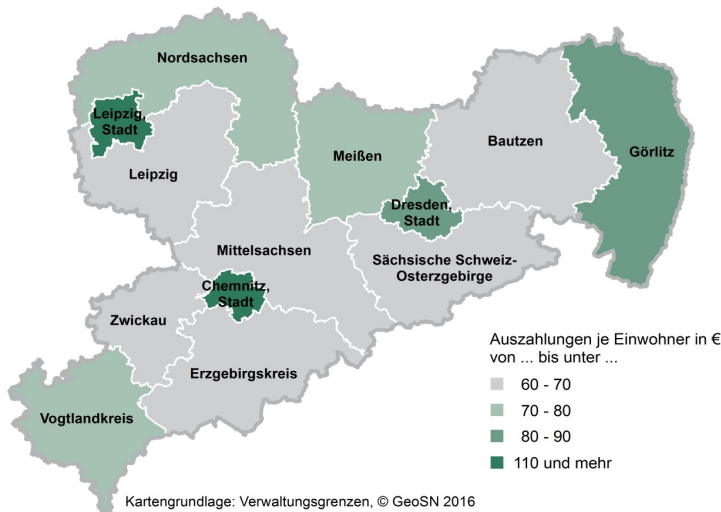 Nordsachsen
Leipzig,
Stadt
Leipzig
Meißen
Bautzen
Görlitz
Dresden,
Stadt
Mittelsachsen
Sächsische Schweiz-
Osterzgebirge
Chemnitz,
Stadt
Zwickau
Erzgebirgskreis
Vogtlandkreis
Auszahlungen je Einwohner in €
von ... bis unter ...
60 - 70
70 - 80
80 - 90
110 und mehr
Kartengrundlage: Verwaltungsgrenzen, © GeoSN 2016